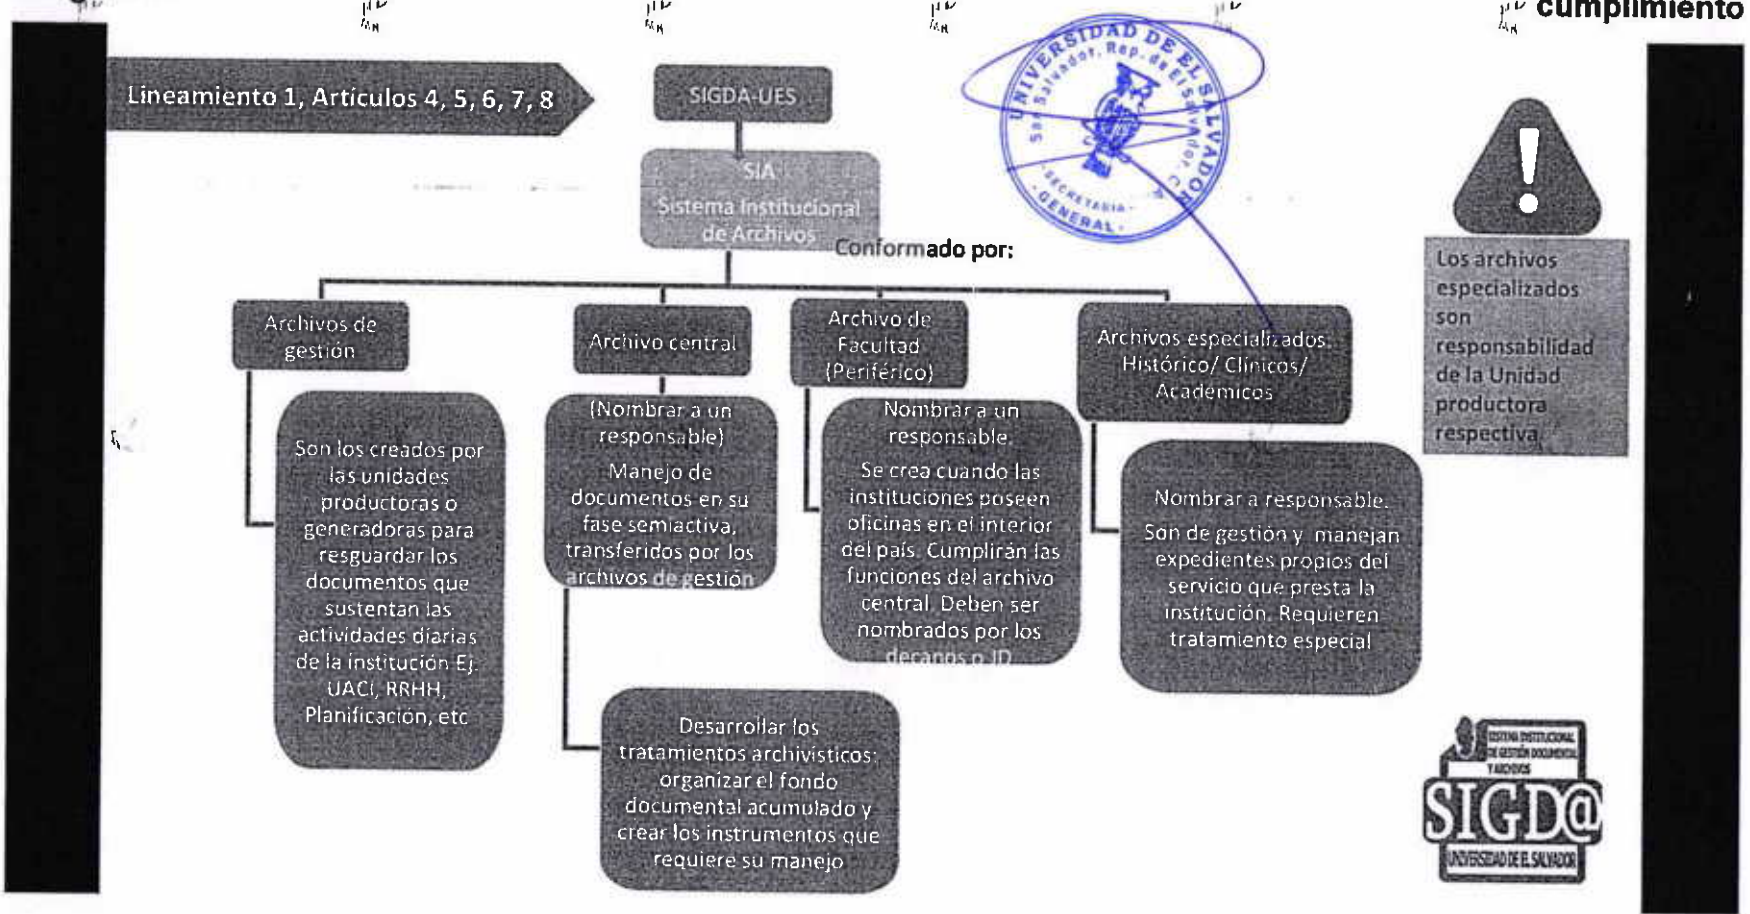 cumplimiento
Lineamiento 1, Artículos 4, 5, 6, 7, 8
SIGDA-UES
SIA
Sistema Institucional
de Archivos
Conformado por:
UNIVERSIDAD DE EL SALVADOR
San Salvador, Rep. de El Salvador, C.A.
SECRETARIA
GENERAL
Los archivos
especializados
son
responsabilidad
de la Unidad
productora
respectiva
Archivos de
gestión
Son los creados por
las unidades
productoras o
generadoras para
resguardar los
documentos que
sustentan las
actividades diarias
de la institución Ej.
UACI, RRHH,
Planificación, etc
Archivo central
(Nombrar a un
responsable)
Manejo de
documentos en su
fase semiactiva,
transferidos por los
archivos de gestión
Desarrollar los
tratamientos archivísticos:
organizar el fondo
documental acumulado y
crear los instrumentos que
requiere su manejo
Archivo de
Facultad
(Periférico)
Nombrar a un
responsable.
Se crea cuando las
instituciones poseen
oficinas en el interior
del país. Cumplirán las
funciones del archivo
central. Deben ser
nombrados por los
decanos o JD
Archivos especializados:
Histórico/ Clínicos/
Académicos
Nombrar a responsable.
Son de gestión y manejan
expedientes propios del
servicio que presta la
institución. Requieren
tratamiento especial
SISTEMA INSTITUCIONAL
DE GESTIÓN DOCUMENTAL
Y ARCHIVOS
SIGD@
UNIVERSIDAD DE EL SALVADOR